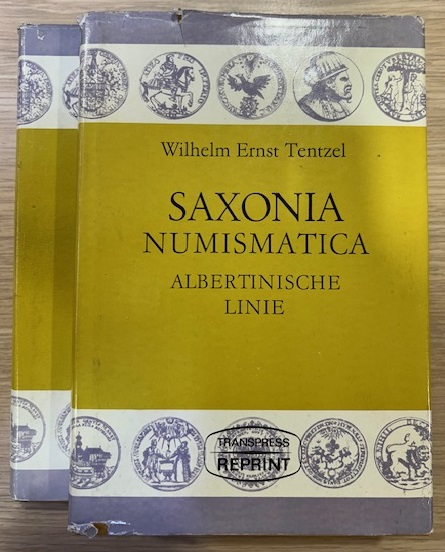 Wilhelm Ernst Tentzel
SAXONIA
NUMISMATICA
ALBERTINISCHE
LINIE
TRANSPRESS
REPRINT